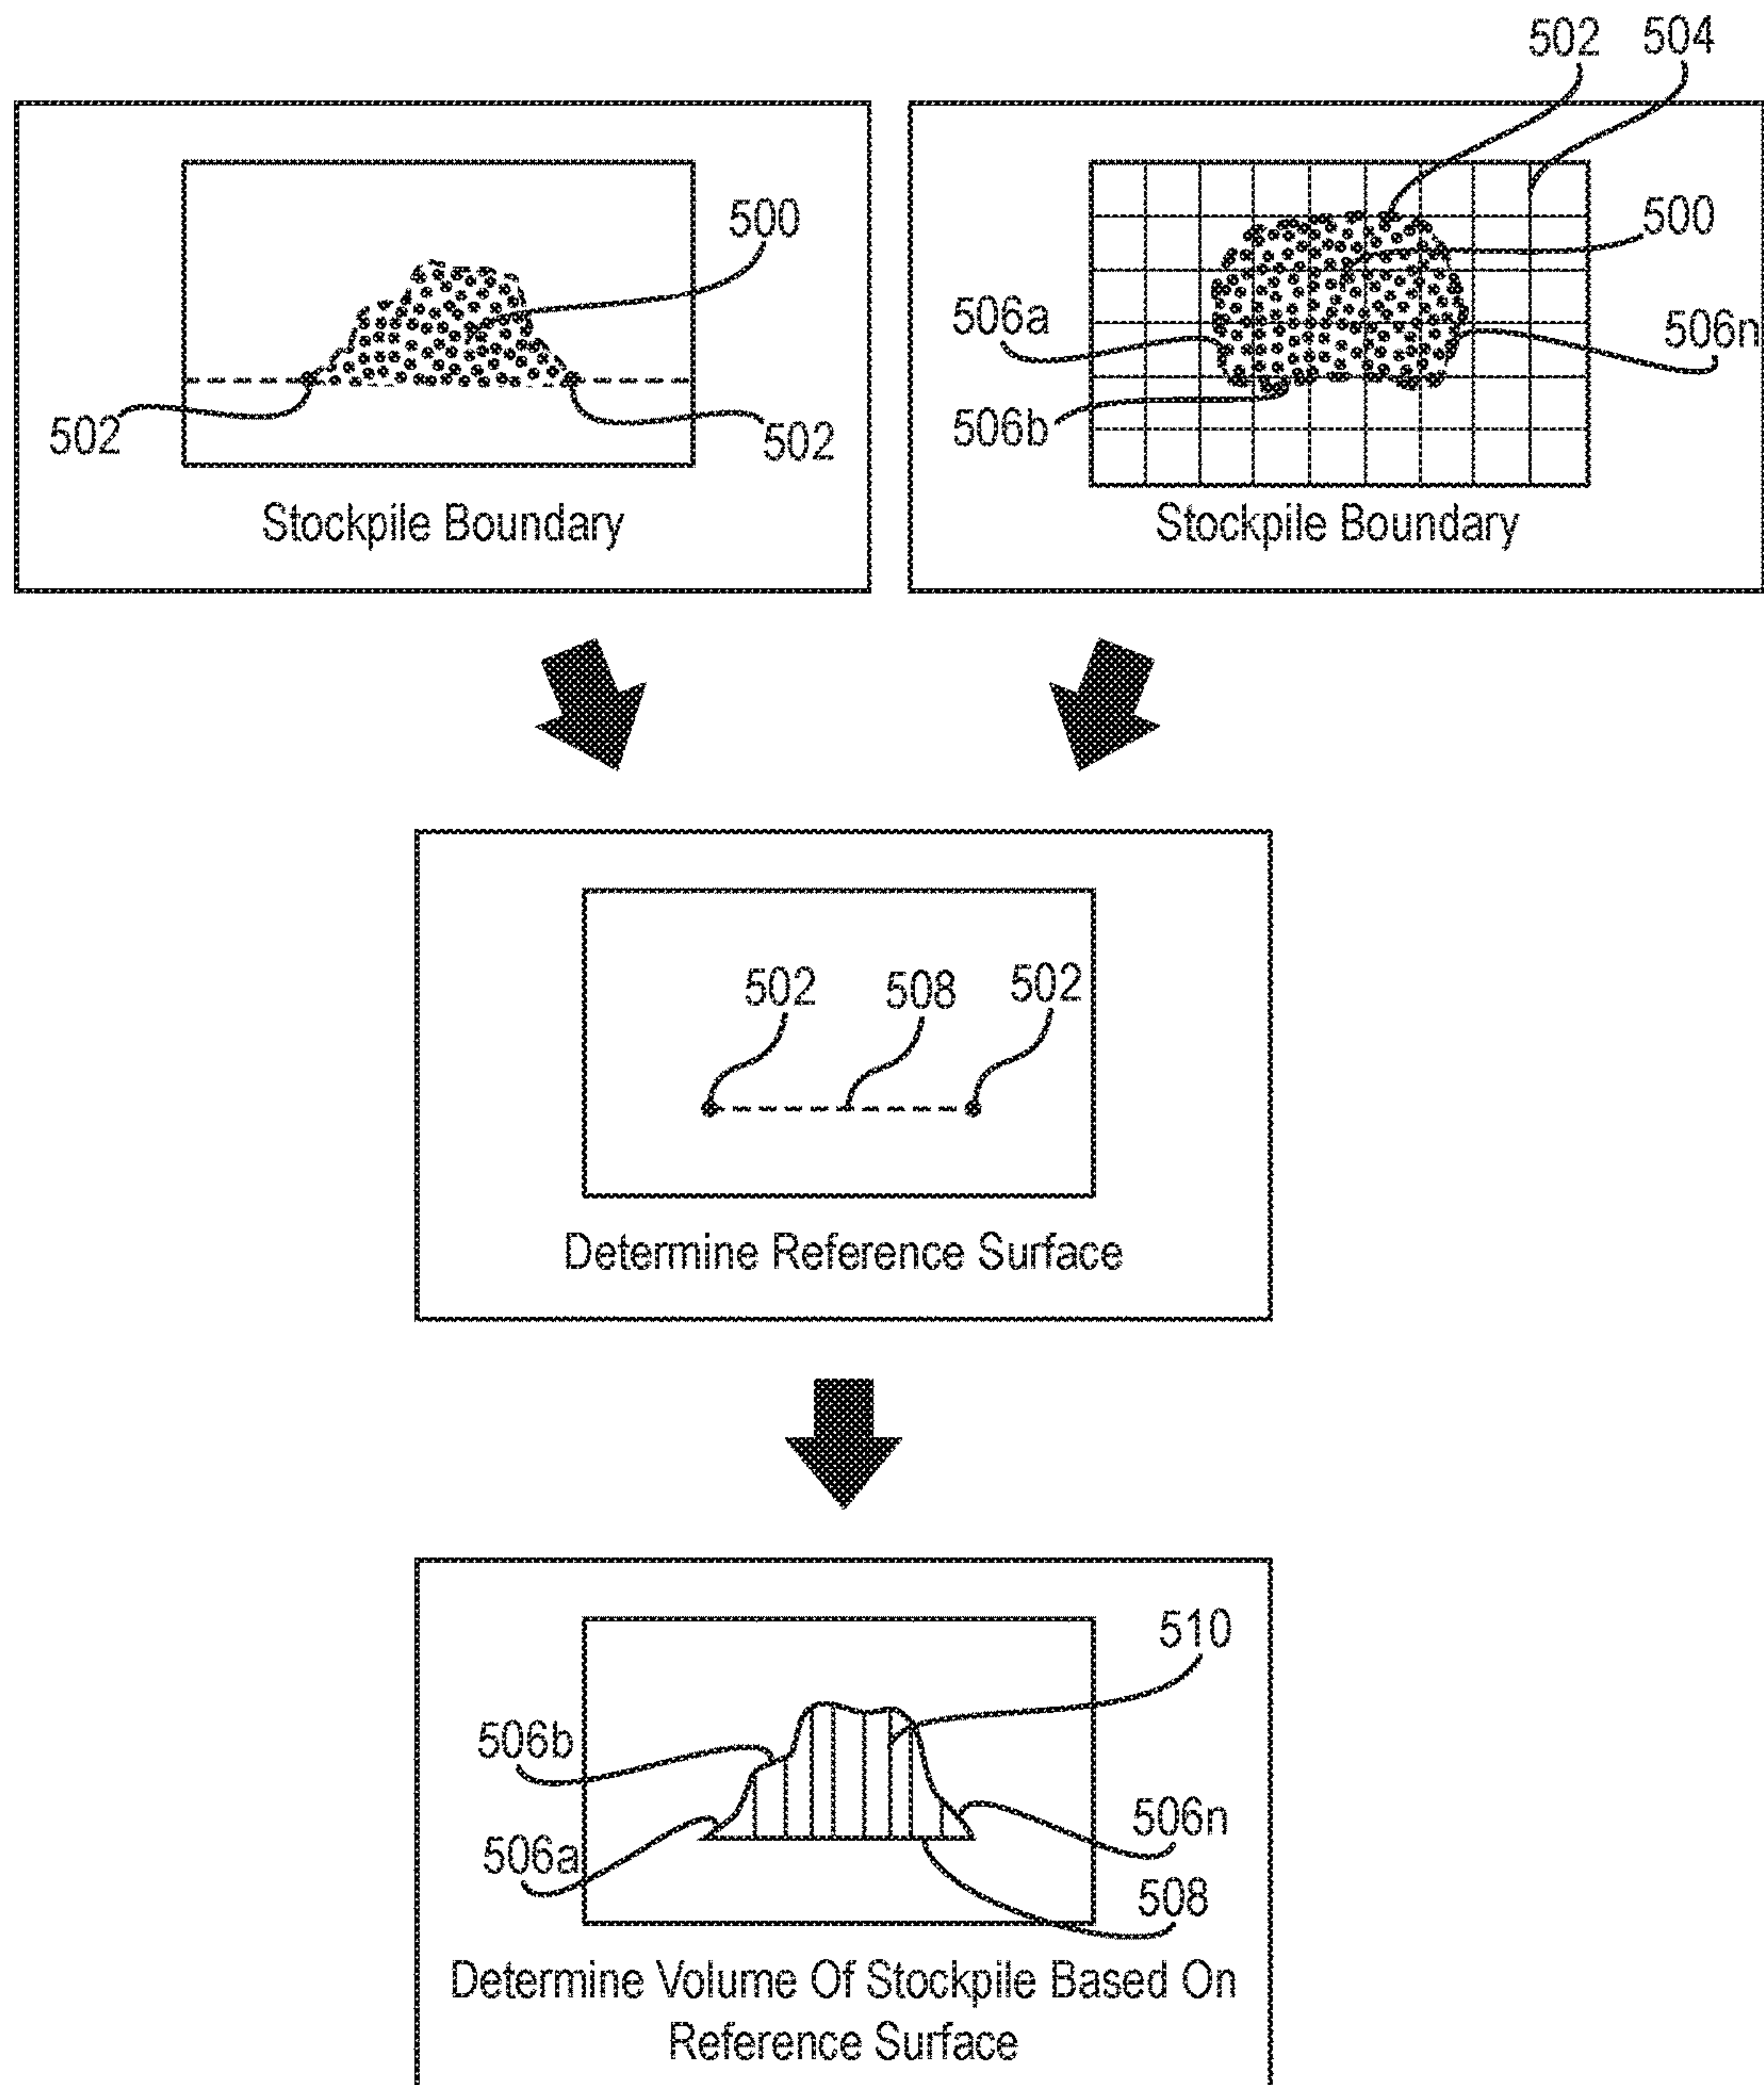 502 504
500
502
502
Stockpile Boundary
500
506a
506n
506b
Stockpile Boundary
502 508 502
Determine Reference Surface
510
506b
506n
506a
508
Determine Volume Of Stockpile Based On
Reference Surface